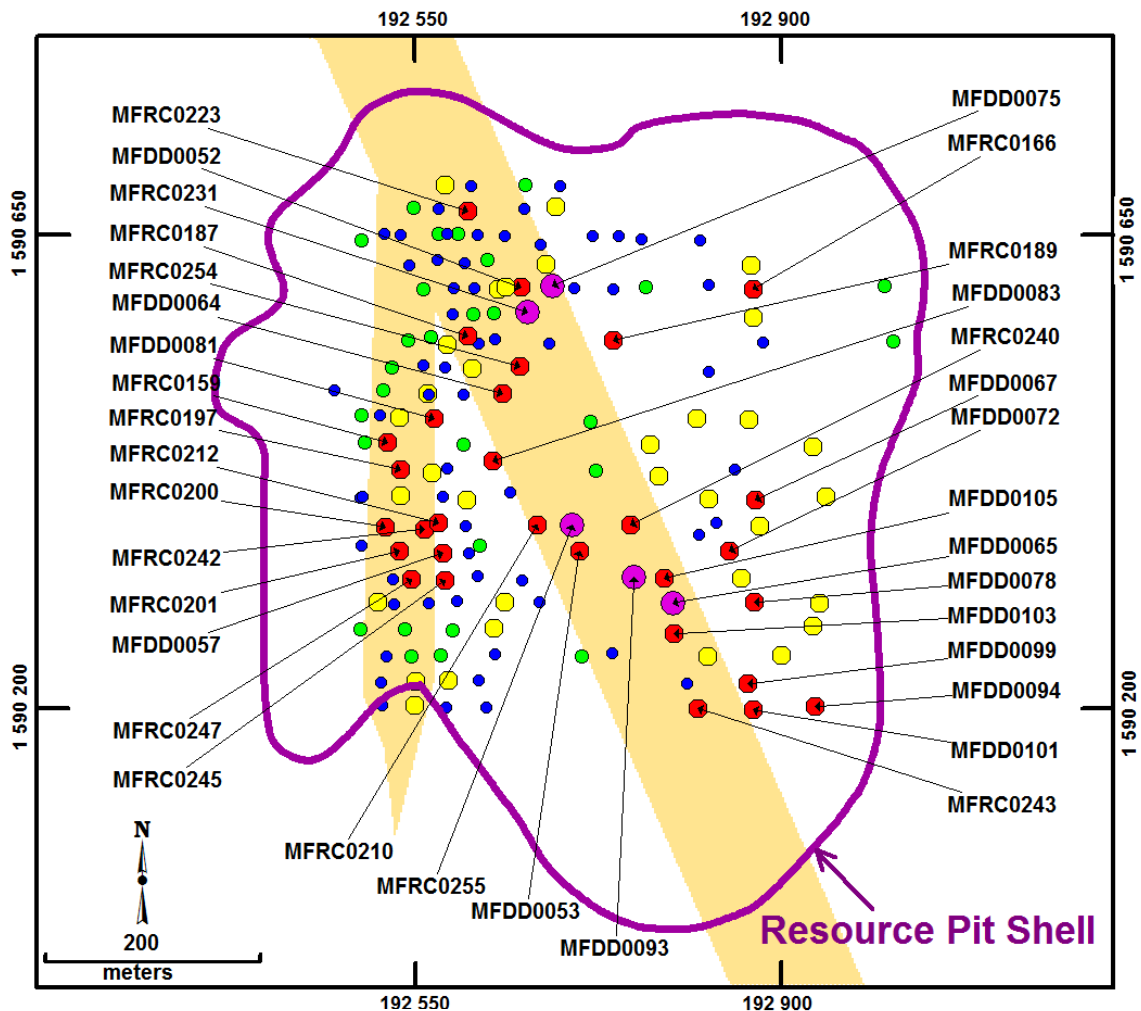 192 550
192 900
MFRC0223
MFDD0052
MFRC0231
MFRC0187
MFRC0254
MFDD0064
MFDD0081
MFRC0159
MFRC0197
MFRC0212
MFRC0200
MFRC0242
MFRC0201
MFDD0057
MFRC0247
MFRC0245
MFRC0210
MFRC0255
MFDD0053
MFDD0093
MFDD0075
MFRC0166
MFRC0189
MFDD0083
MFRC0240
MFDD0067
MFDD0072
MFDD0105
MFDD0065
MFDD0078
MFDD0103
MFDD0099
MFDD0094
MFDD0101
MFRC0243
1 590 650
1 590 650
1 590 200
1 590 200
N
200
meters
Resource Pit Shell
192 550
192 900